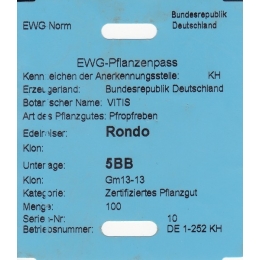 EWG Norm
Bundesrepublik
Deutschland
EWG-Pflanzenpass
Kennzeichen der Anerkennungsstelle: KH
Erzeugerland: Bundesrepublik Deutschland
Botanischer Name: VITIS
Art des Pflanzgutes: Pfropfreben
Edelreiser: Rondo
Klon:
Unterlage: 5BB
Klon: Gm13-13
Kategorie: Zertifiziertes Pflanzgut
Menge: 100
Serien-Nr: 10
Betriebsnummer: DE 1-252 KH